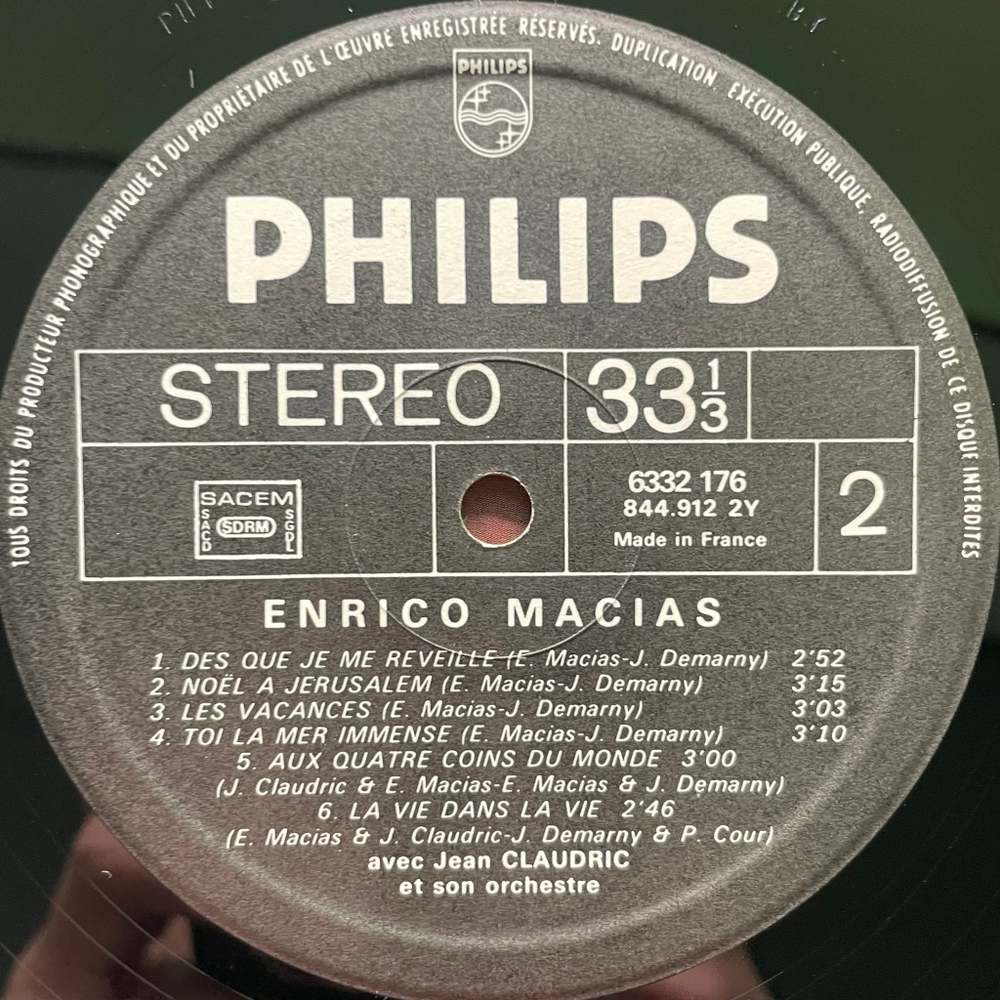 TOUS DROITS DU PRODUCTEUR PHONOGRAPHIQUE ET DU PROPRIÉTAIRE DE L'ŒUVRE ENREGISTRÉE RÉSERVÉS. DUPLICATION, EXÉCUTION PUBLIQUE, RADIODIFFUSION DE CE DISQUE INTERDITES
PHILIPS
PHILIPS
STEREO 33 1/3
SACEM
SACD SDRM SGDL
6332 176
844.912 2Y
Made in France
2
ENRICO MACIAS
1. DES QUE JE ME REVEILLE (E. Macias-J. Demarny) 2'52
2. NOËL A JERUSALEM (E. Macias-J. Demarny) 3'15
3. LES VACANCES (E. Macias-J. Demarny) 3'03
4. TOI LA MER IMMENSE (E. Macias-J. Demarny) 3'10
5. AUX QUATRE COINS DU MONDE 3'00
(J. Claudric & E. Macias-E. Macias & J. Demarny)
6. LA VIE DANS LA VIE 2'46
(E. Macias & J. Claudric-J. Demarny & P. Cour)
avec Jean CLAUDRIC
et son orchestre